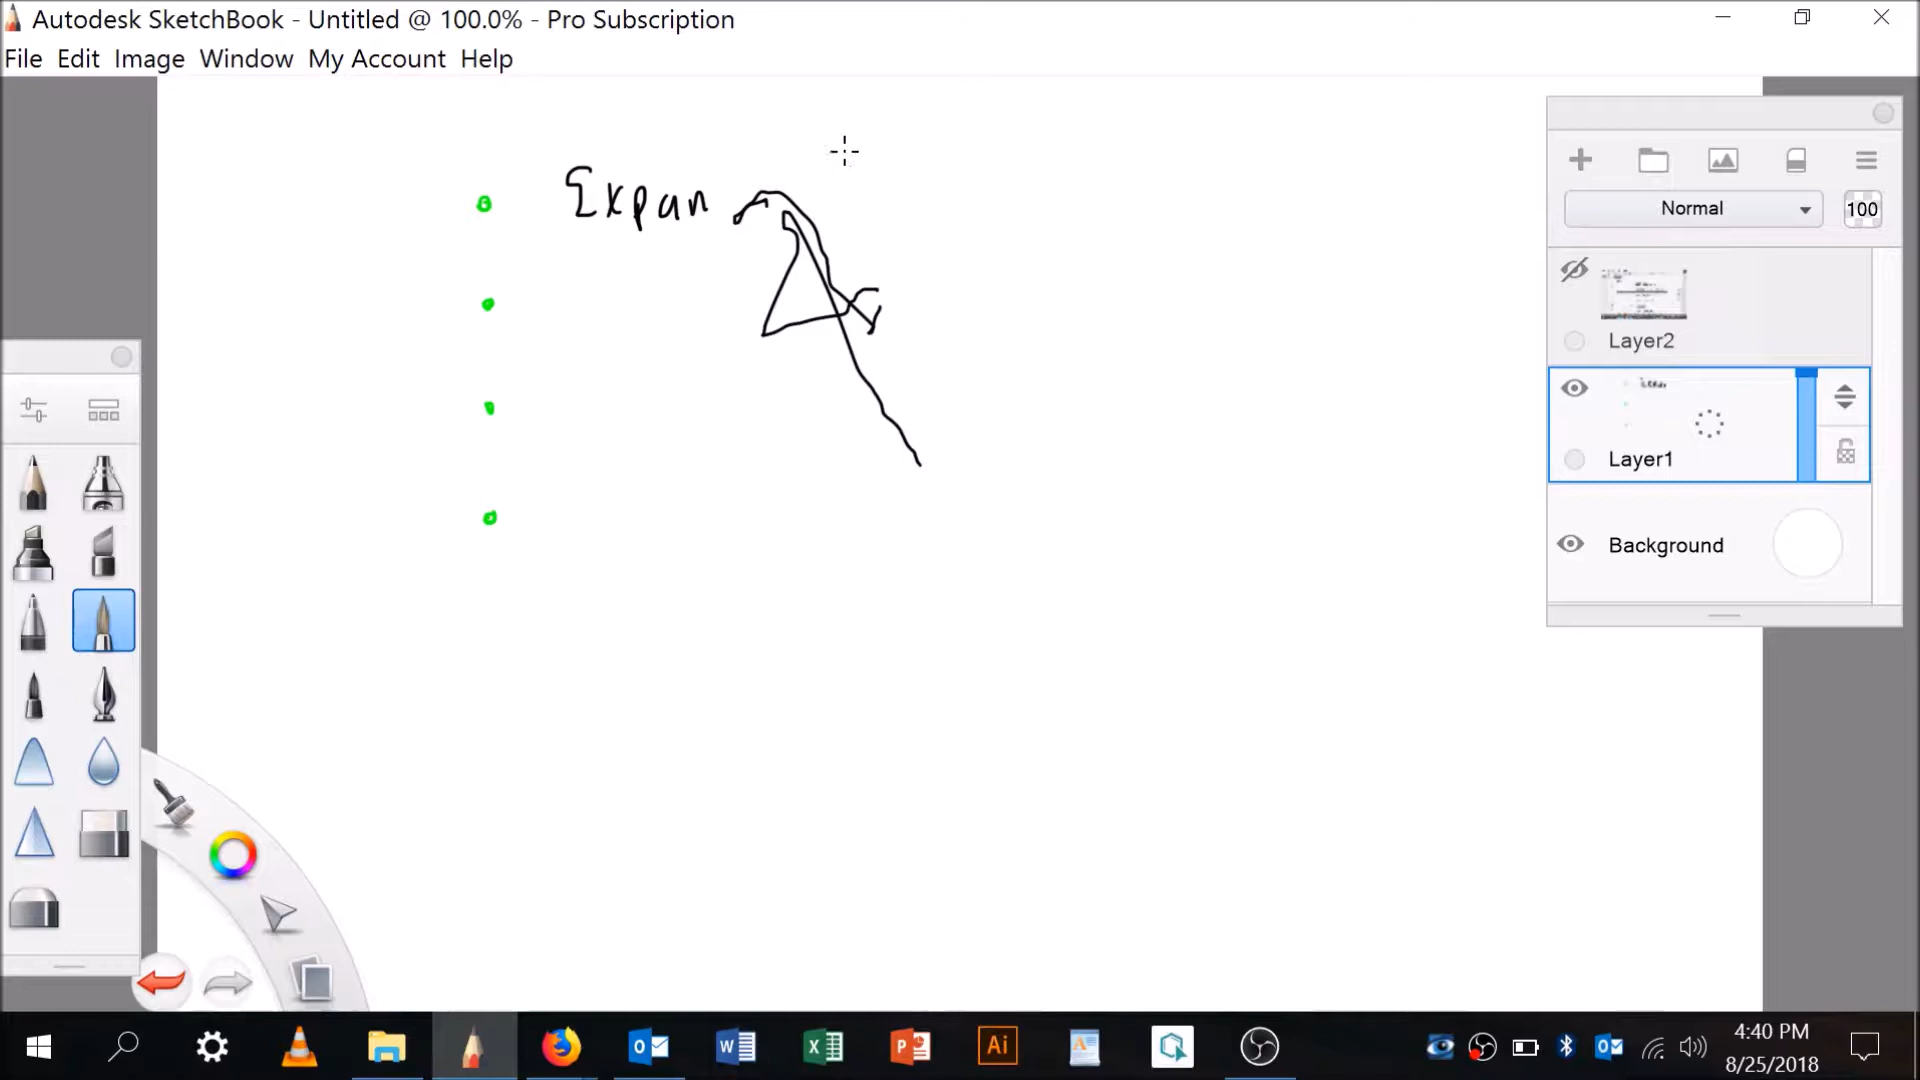 Autodesk SketchBook - Untitled @ 100.0% - Pro Subscription
File Edit Image Window My Account Help
Expan
Normal 100
Layer2
Layer1
Background
Ai
4:40 PM
8/25/2018